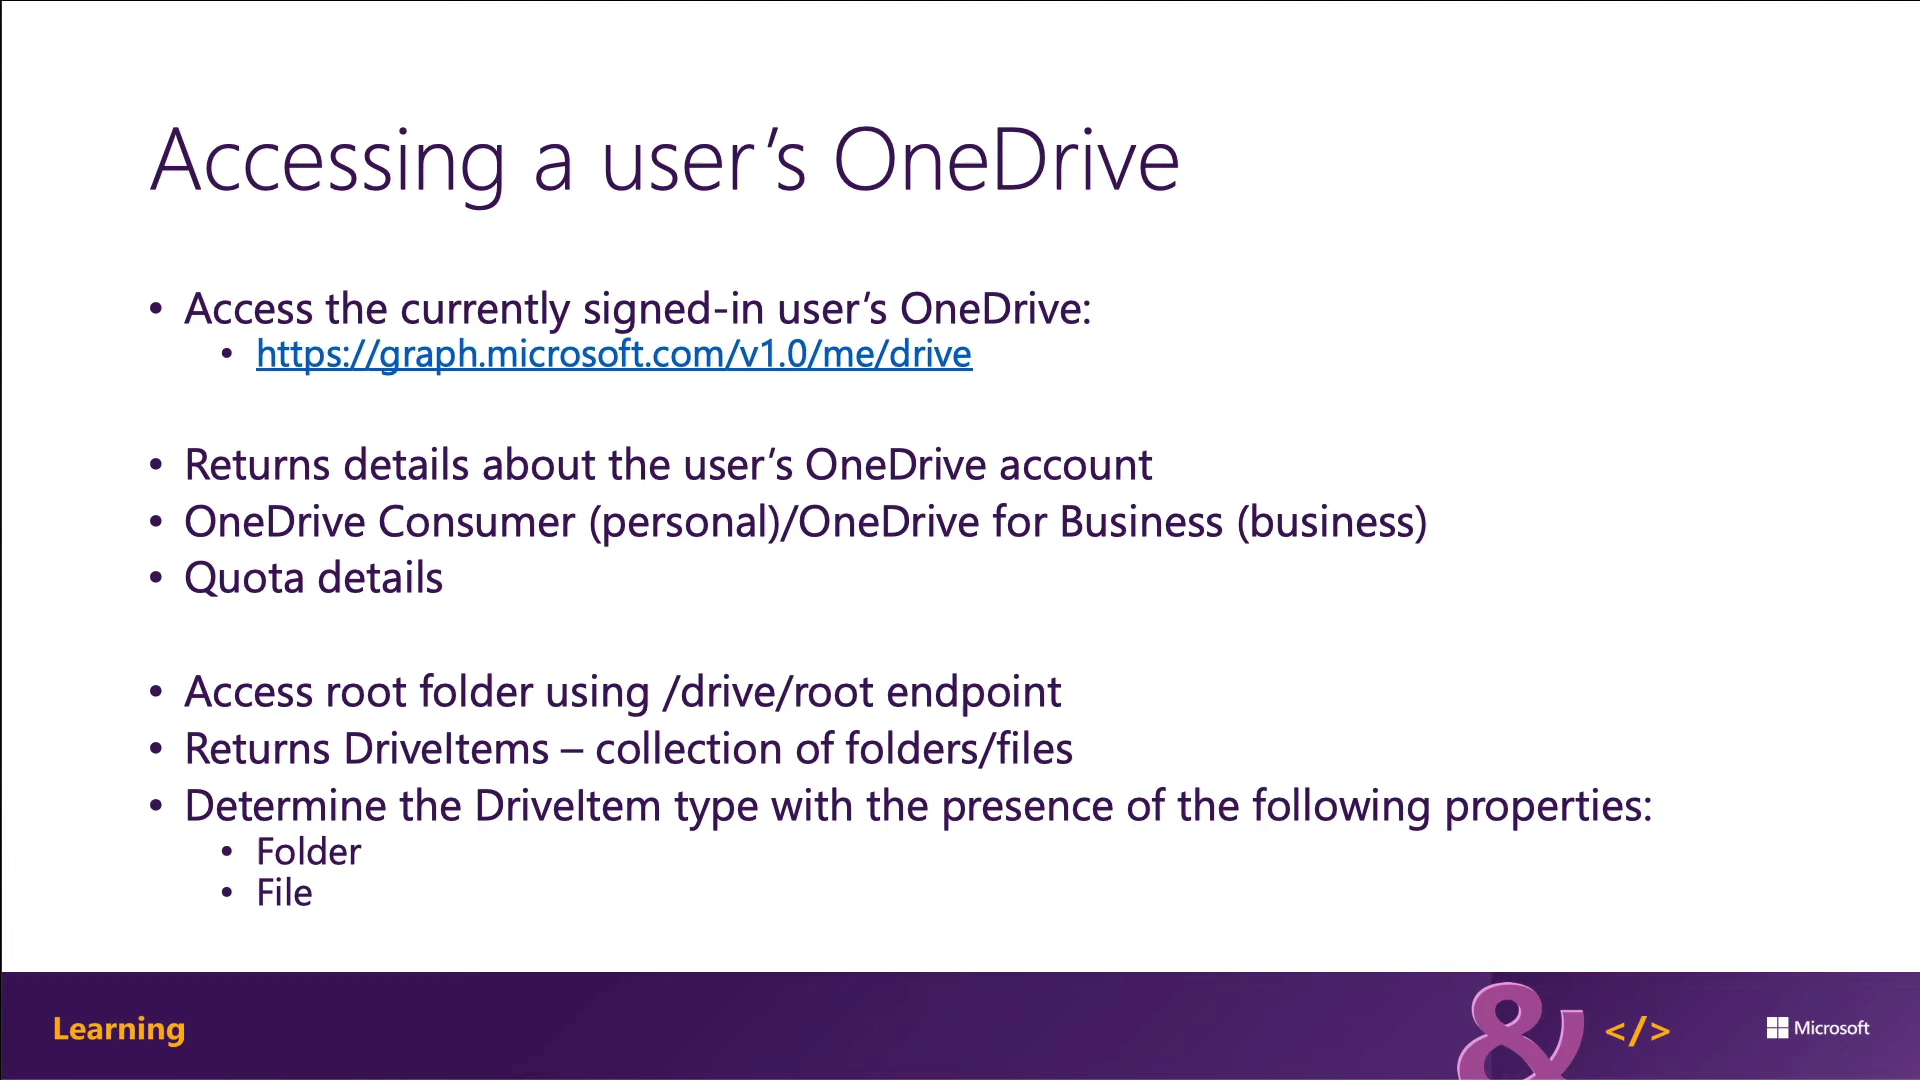 Accessing a user’s OneDrive
• Access the currently signed-in user’s OneDrive:
• https://graph.microsoft.com/v1.0/me/drive
• Returns details about the user’s OneDrive account
• OneDrive Consumer (personal)/OneDrive for Business (business)
• Quota details
• Access root folder using /drive/root endpoint
• Returns DriveItems – collection of folders/files
• Determine the DriveItem type with the presence of the following properties:
• Folder
• File
Learning
& </>
Microsoft